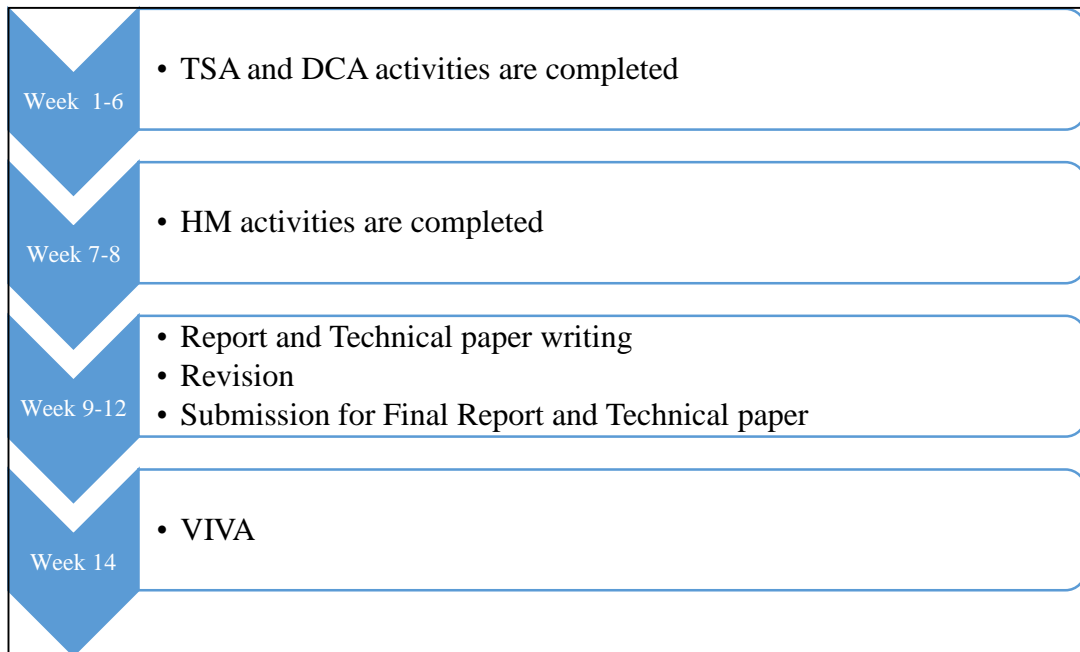 Week 1-6
• TSA and DCA activities are completed
Week 7-8
• HM activities are completed
Week 9-12
• Report and Technical paper writing
• Revision
• Submission for Final Report and Technical paper
Week 14
• VIVA